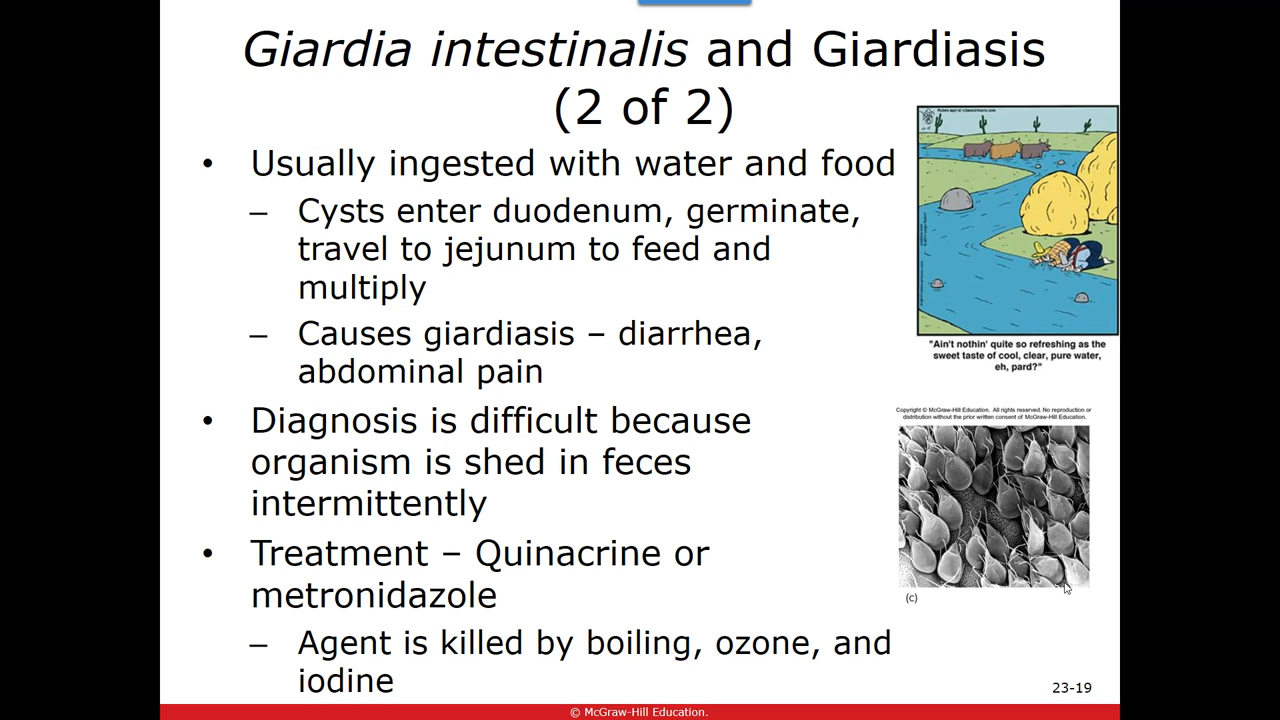 Giardia intestinalis and Giardiasis
(2 of 2)
• Usually ingested with water and food
– Cysts enter duodenum, germinate,
travel to jejunum to feed and
multiply
– Causes giardiasis – diarrhea,
abdominal pain
• Diagnosis is difficult because
organism is shed in feces
intermittently
• Treatment – Quinacrine or
metronidazole
– Agent is killed by boiling, ozone, and
iodine
"Ain't nothin' quite so refreshing as the
sweet taste of cool, clear, pure water,
eh, pard?"
Copyright © McGraw-Hill Education. All rights reserved. No reproduction or
distribution without the prior written consent of McGraw-Hill Education.
(c)
23-19
© McGraw-Hill Education.